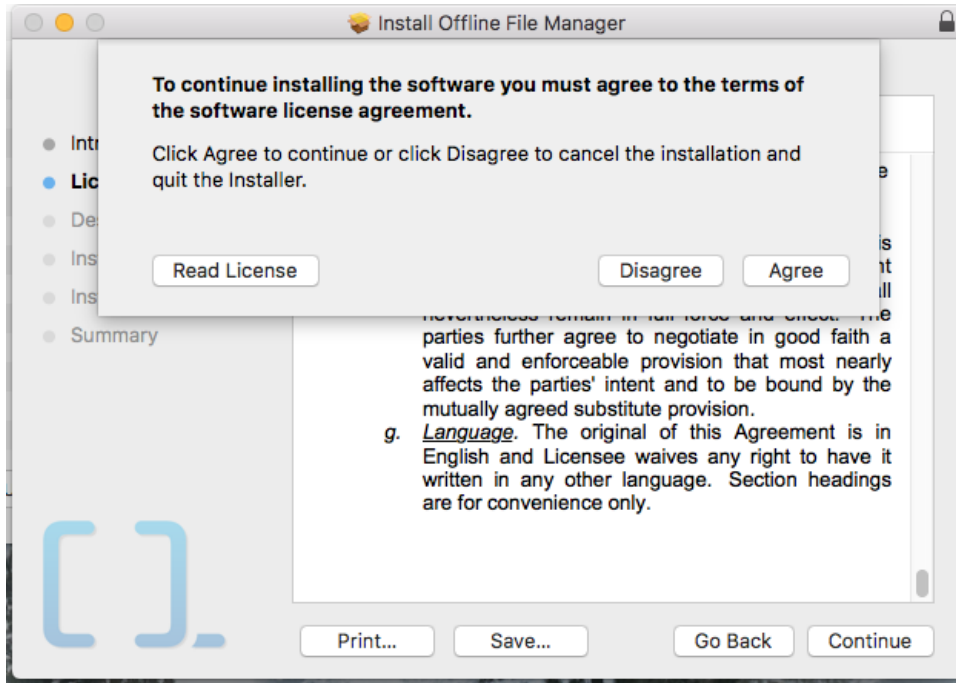 Install Offline File Manager
To continue installing the software you must agree to the terms of
the software license agreement.
Click Agree to continue or click Disagree to cancel the installation and
quit the Installer.
Read License
Disagree
Agree
Summary
parties further agree to negotiate in good faith a
valid and enforceable provision that most nearly
affects the parties' intent and to be bound by the
mutually agreed substitute provision.
g. Language. The original of this Agreement is in
English and Licensee waives any right to have it
written in any other language. Section headings
are for convenience only.
Print...
Save...
Go Back
Continue